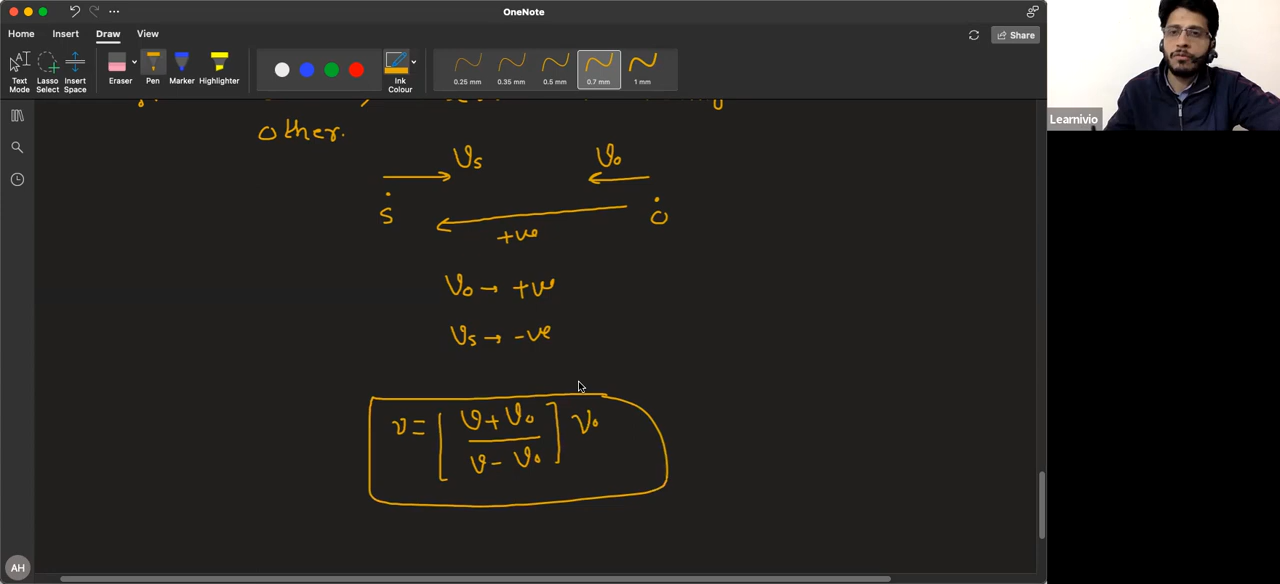 OneNote
Home Insert Draw View
Share
Text Mode
Lasso Select
Insert Space
Eraser
Pen
Marker
Highlighter
Ink Colour
0.25 mm
0.35 mm
0.5 mm
0.7 mm
1 mm
Learnivio
other.
Vs Vo
s o
+ve
Vo → +ve
Vs → -ve
ν = [ (v + Vo) / (v - Vo) ] νo
AH